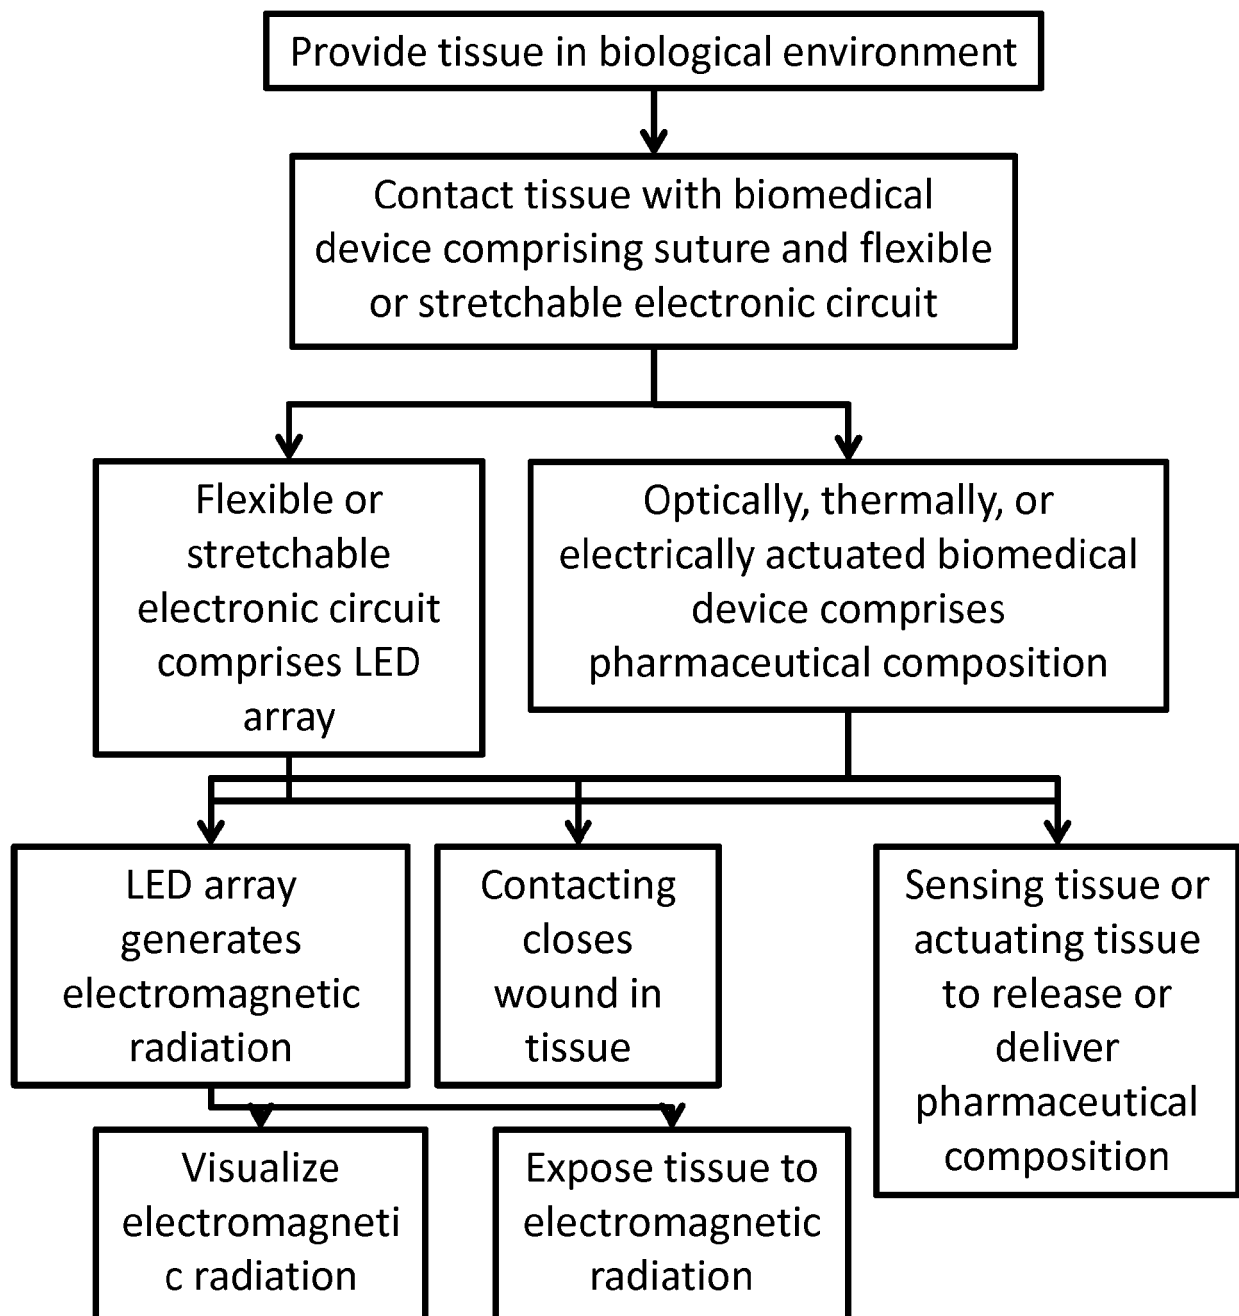 Provide tissue in biological environment
Contact tissue with biomedical
device comprising suture and flexible
or stretchable electronic circuit
Flexible or
stretchable
electronic circuit
comprises LED
array
Optically, thermally, or
electrically actuated biomedical
device comprises
pharmaceutical composition
LED array
generates
electromagnetic
radiation
Contacting
closes
wound in
tissue
Sensing tissue or
actuating tissue
to release or
deliver
pharmaceutical
composition
Visualize
electromagneti
c radiation
Expose tissue to
electromagnetic
radiation